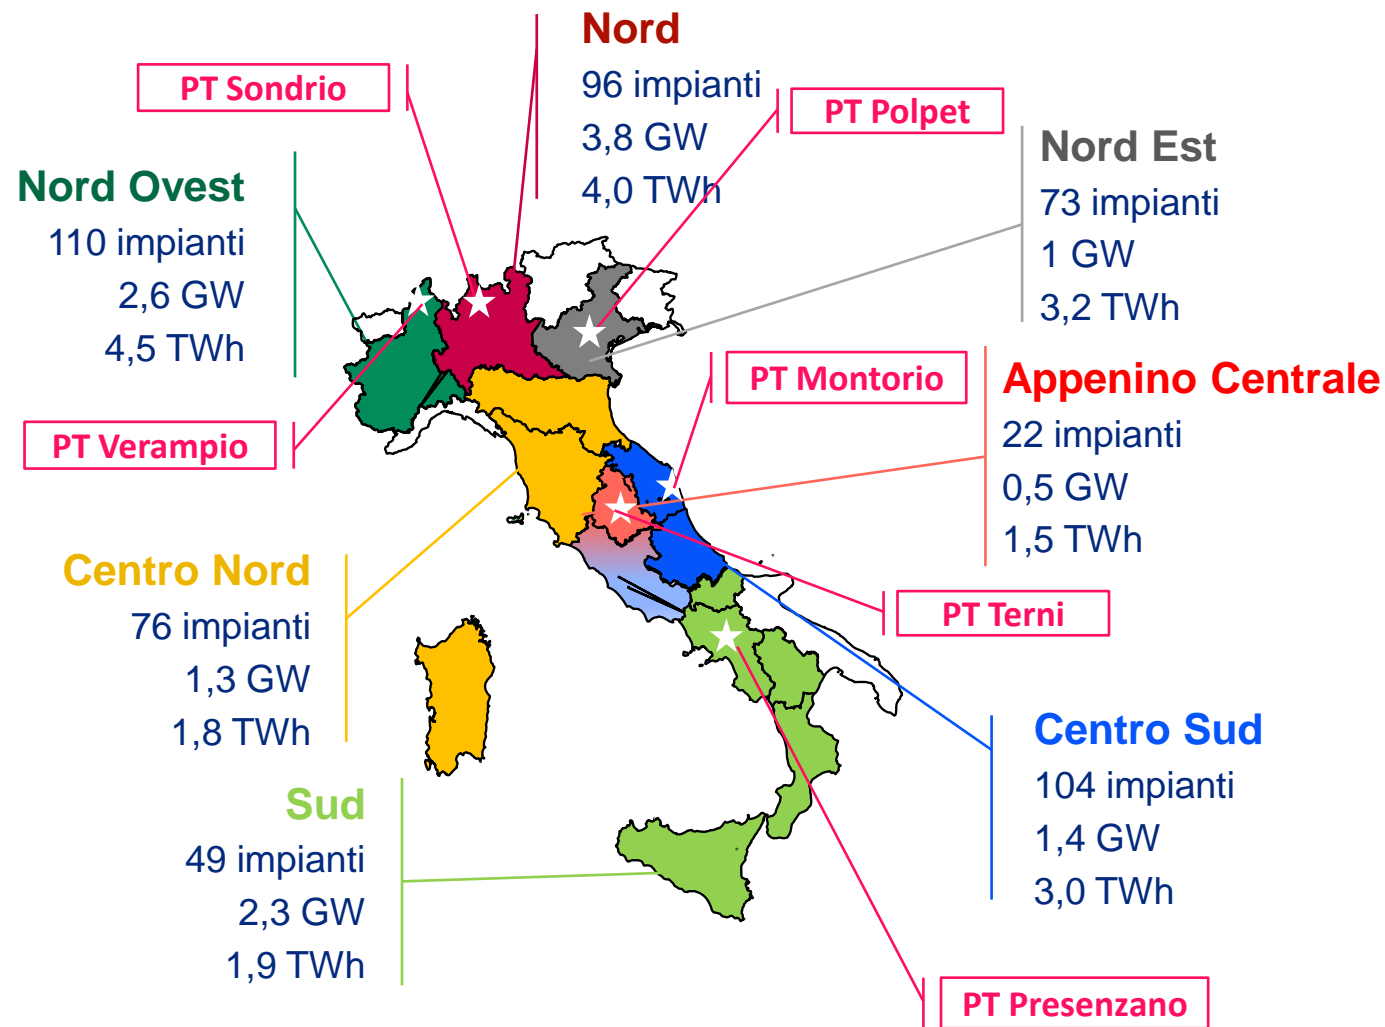 Nord
96 impianti
3,8 GW
4,0 TWh
PT Sondrio
PT Polpet
Nord Est
73 impianti
1 GW
3,2 TWh
Nord Ovest
110 impianti
2,6 GW
4,5 TWh
PT Montorio
Appenino Centrale
22 impianti
0,5 GW
1,5 TWh
PT Verampio
Centro Nord
76 impianti
1,3 GW
1,8 TWh
PT Terni
Centro Sud
104 impianti
1,4 GW
3,0 TWh
Sud
49 impianti
2,3 GW
1,9 TWh
PT Presenzano